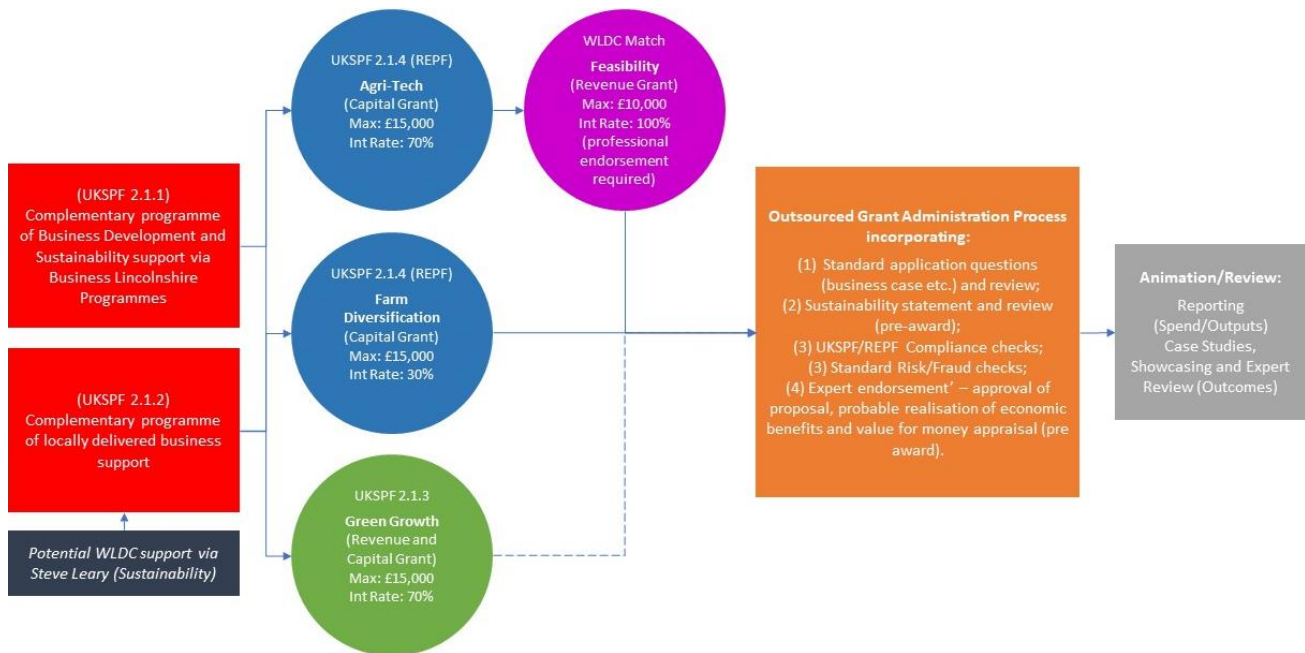 (UKSPF 2.1.1)
Complementary programme
of Business Development and
Sustainability support via
Business Lincolnshire
Programmes
(UKSPF 2.1.2)
Complementary programme
of locally delivered business
support
Potential WLDC support via
Steve Leary (Sustainability)
UKSPF 2.1.4 (REPF)
Agri-Tech
(Capital Grant)
Max: £15,000
Int Rate: 70%
UKSPF 2.1.4 (REPF)
Farm
Diversification
(Capital Grant)
Max: £15,000
Int Rate: 30%
UKSPF 2.1.3
Green Growth
(Revenue and
Capital Grant)
Max: £15,000
Int Rate: 70%
WLDC Match
Feasibility
(Revenue Grant)
Max: £10,000
Int Rate: 100%
(professional
endorsement
required)
Outsourced Grant Administration Process
incorporating:
(1) Standard application questions
(business case etc.) and review;
(2) Sustainability statement and review
(pre-award);
(3) UKSPF/REPF Compliance checks;
(3) Standard Risk/Fraud checks;
(4) Expert endorsement’ – approval of
proposal, probable realisation of economic
benefits and value for money appraisal (pre
award).
Animation/Review:
Reporting
(Spend/Outputs)
Case Studies,
Showcasing and Expert
Review (Outcomes)